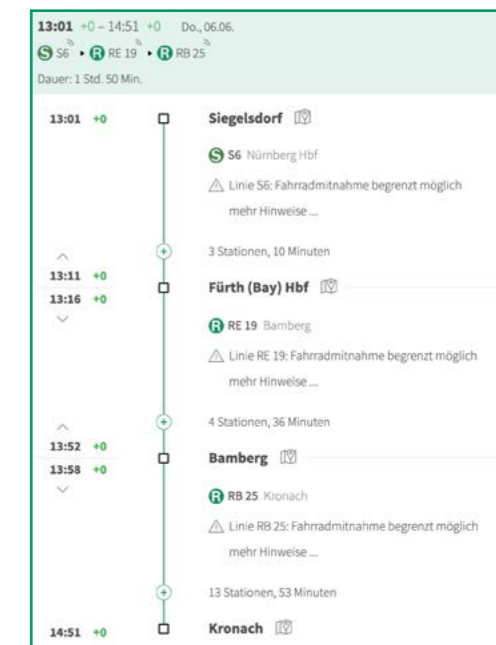 13:01 +0 – 14:51 +0 Do., 06.06.
S S6 • R RE 19 • R RB 25
Dauer: 1 Std. 50 Min.
13:01 +0 Siegelsdorf
S S6 Nürnberg Hbf
Linie S6: Fahrradmitnahme begrenzt möglich
mehr Hinweise ...
3 Stationen, 10 Minuten
13:11 +0
13:16 +0
Fürth (Bay) Hbf
R RE 19 Bamberg
Linie RE 19: Fahrradmitnahme begrenzt möglich
mehr Hinweise ...
4 Stationen, 36 Minuten
13:52 +0
13:58 +0
Bamberg
R RB 25 Kronach
Linie RB 25: Fahrradmitnahme begrenzt möglich
mehr Hinweise ...
13 Stationen, 53 Minuten
14:51 +0 Kronach